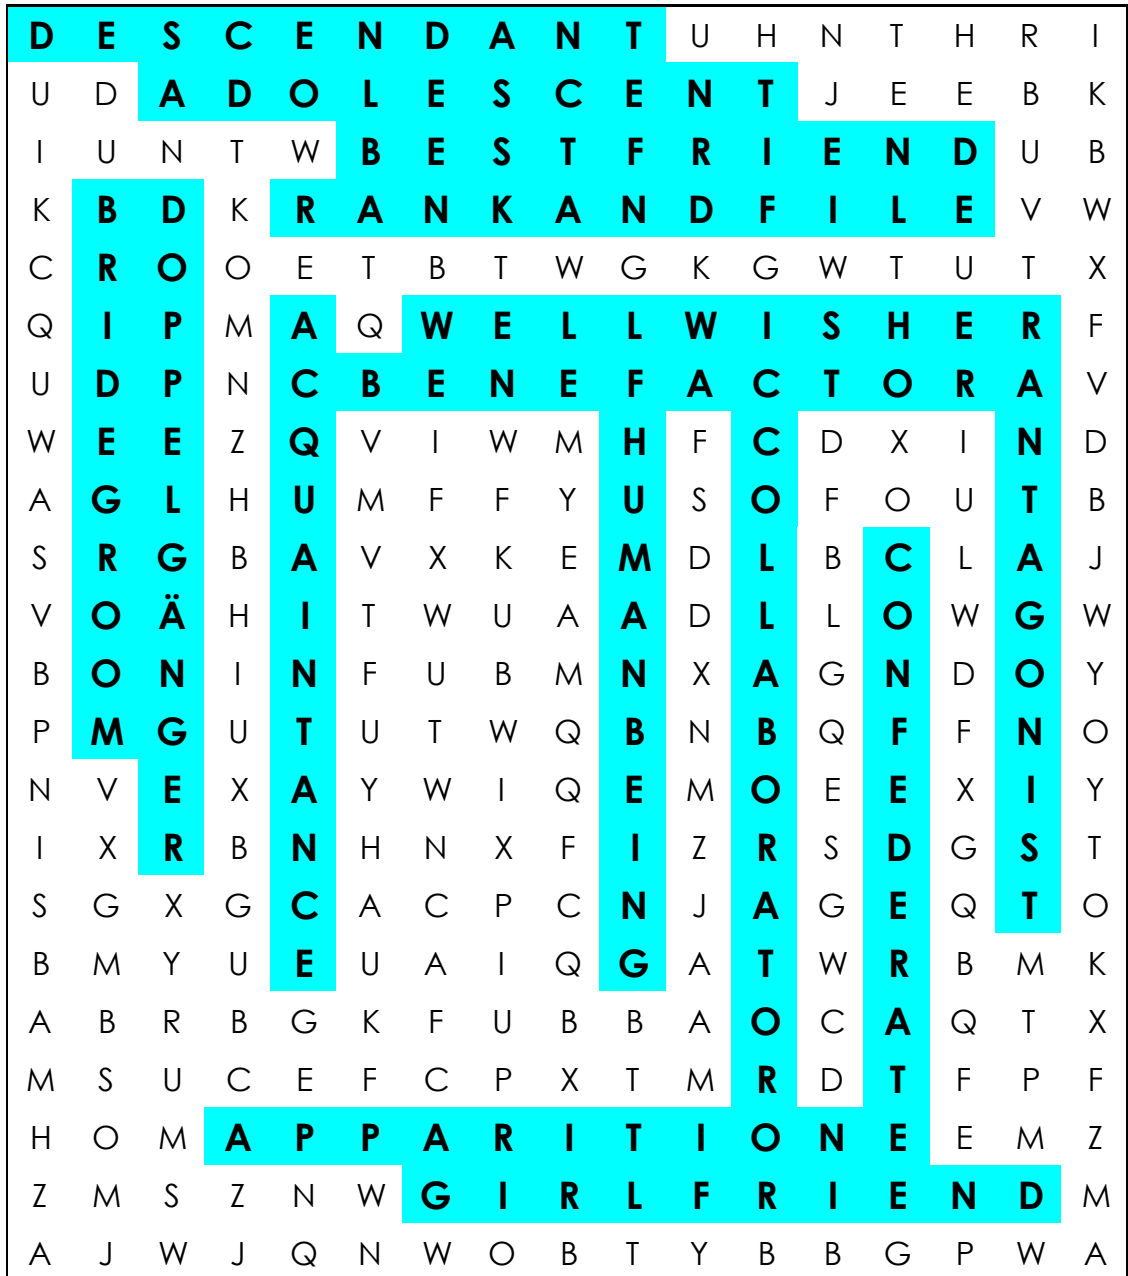 D E S C E N D A N T U H N T H R I
U D A D O L E S C E N T J E E B K
I U N T W B E S T F R I E N D U B
K B D K R A N K A N D F I L E V W
C R O O E T B T W G K G W T U T X
Q I P M A Q W E L L W I S H E R F
U D P N C B E N E F A C T O R A V
W E E Z Q V I W M H F C D X I N D
A G L H U M F F Y U S O F O U T B
S R G B A V X K E M D L B C L A J
V O Ä H I T W U A A D L L O W G W
B O N I N F U B M N X A G N D O Y
P M G U T U T W Q B N B Q F F N O
N V E X A Y W I Q E M O E E X I Y
I X R B N H N X F I Z R S D G S T
S G X G C A C P C N J A G E Q T O
B M Y U E U A I Q G A T W R B M K
A B R B G K F U B B A O C A Q T X
M S U C E F C P X T M R D T F P F
H O M A P P A R I T I O N E E M Z
Z M S Z N W G I R L F R I E N D M
A J W J Q N W O B T Y B B G P W A